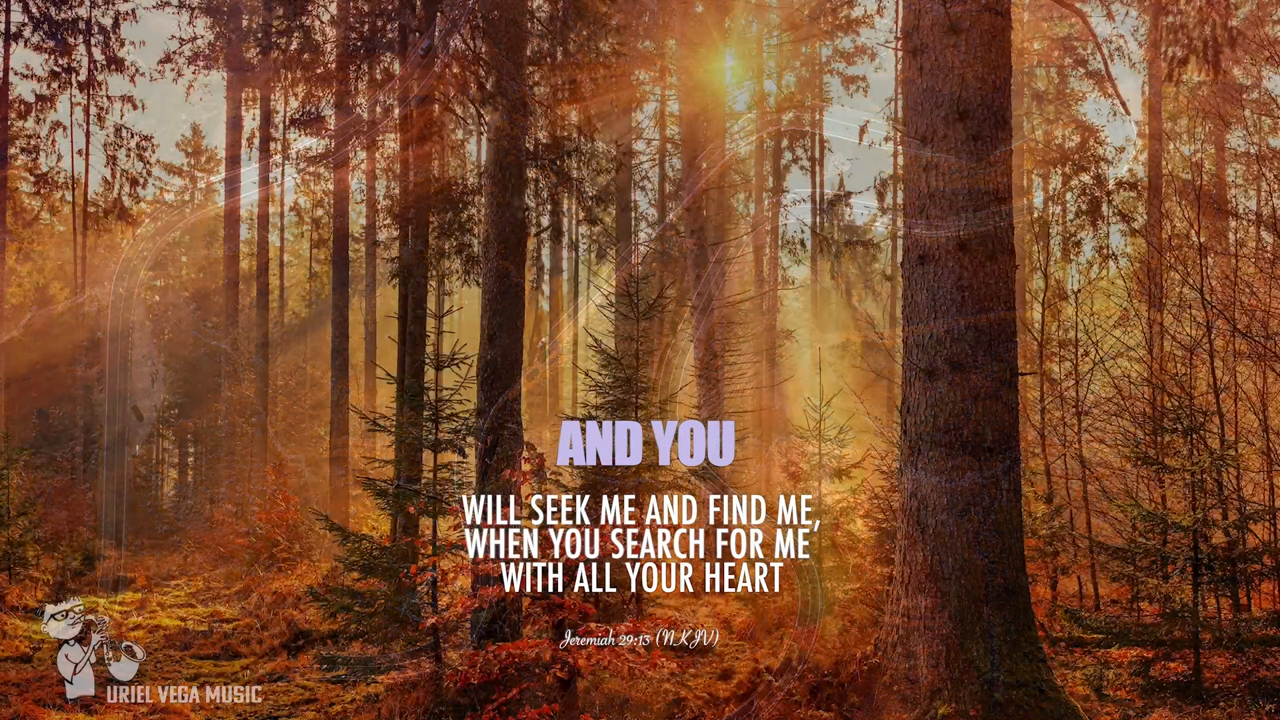 AND YOU
WILL SEEK ME AND FIND ME,
WHEN YOU SEARCH FOR ME
WITH ALL YOUR HEART
Jeremiah 29:13 (NKJV)
URIEL VEGA MUSIC